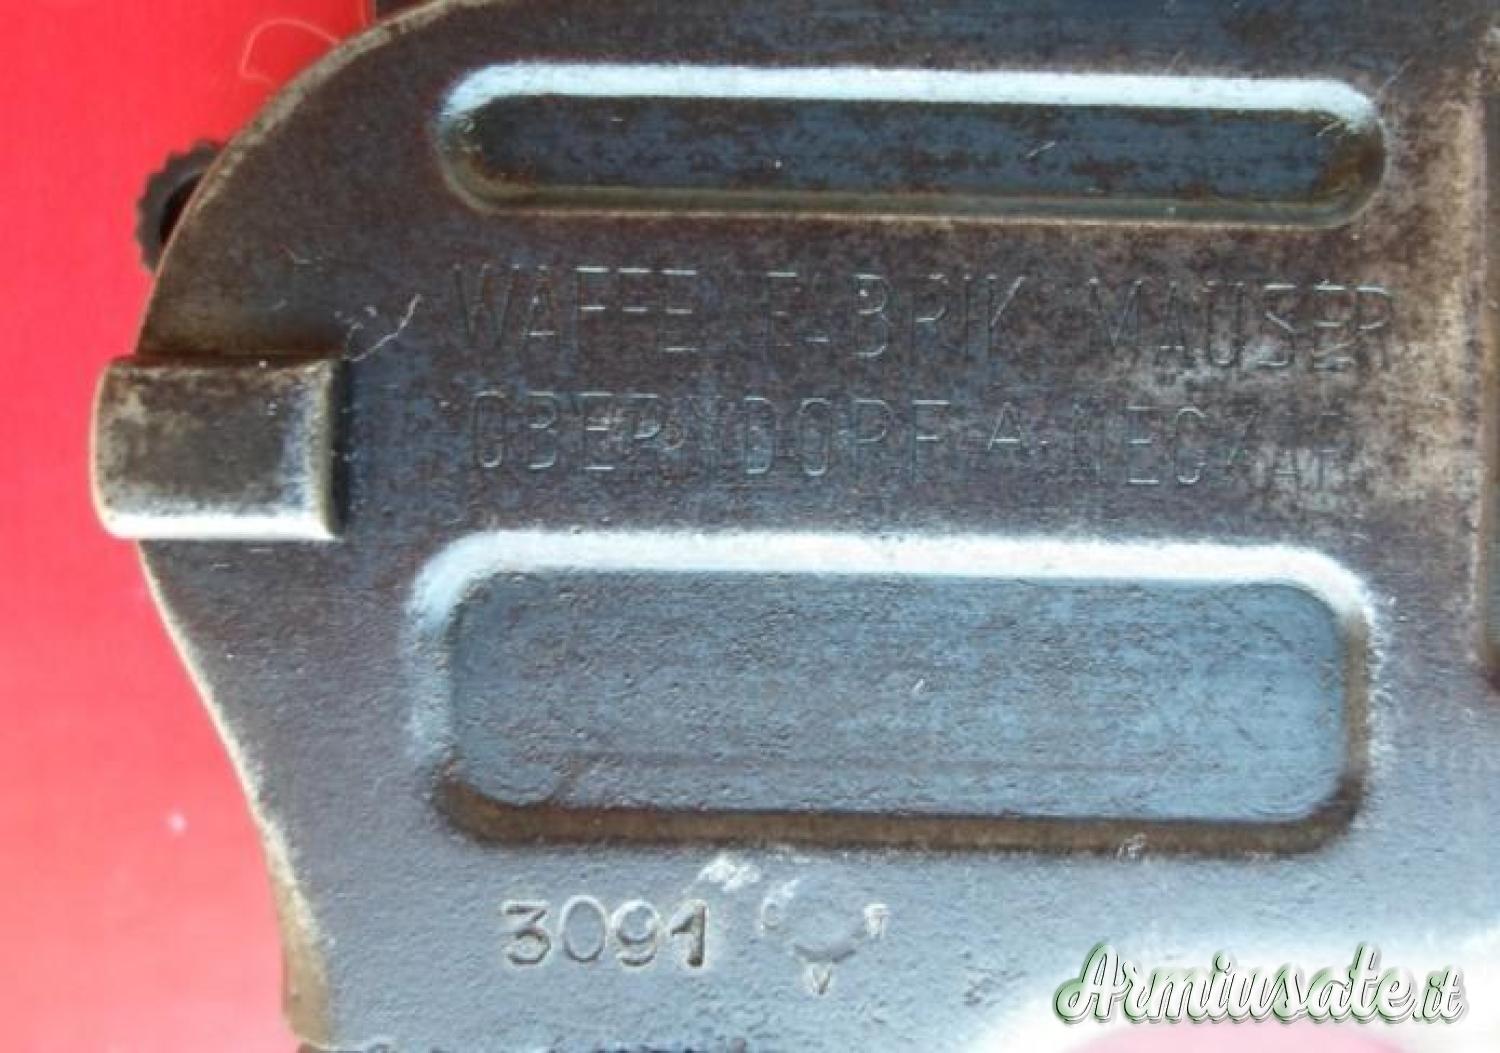 WAFFENFABRIK MAUSER
OBERNDORF A. NECKAR
3091
Armiusate.it